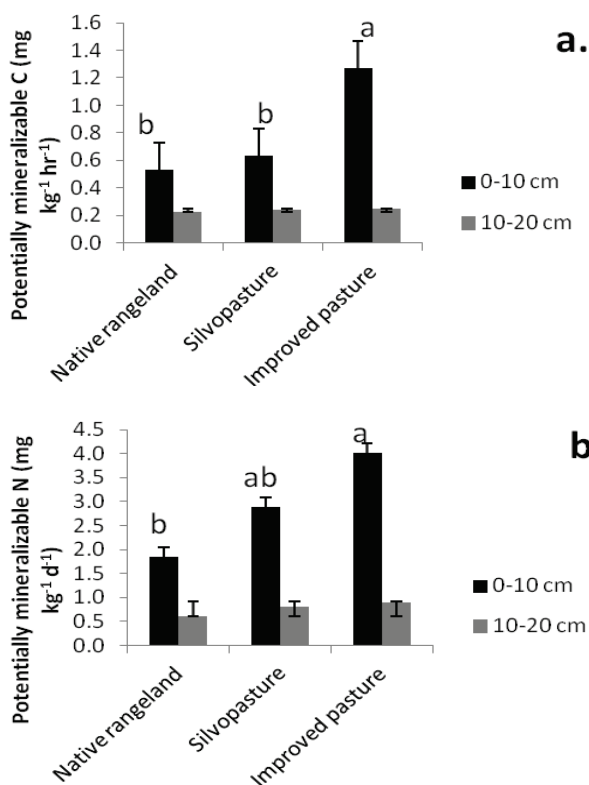 Potentially mineralizable C (mg
kg-1 hr-1)
1.6
1.4
1.2
1.0
0.8
0.6
0.4
0.2
0.0
b
b
a
a.
0-10 cm
10-20 cm
Native rangeland
Silvopasture
Improved pasture
Potentially mineralizable N (mg
kg-1 d-1)
4.5
4.0
3.5
3.0
2.5
2.0
1.5
1.0
0.5
0.0
b
ab
a
b
0-10 cm
10-20 cm
Native rangeland
Silvopasture
Improved pasture